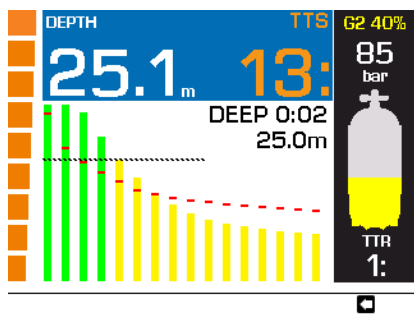 DEPTH TTS G2 40%
25.1m 13: 85
bar
DEEP 0:02
25.0m
TTR
1: